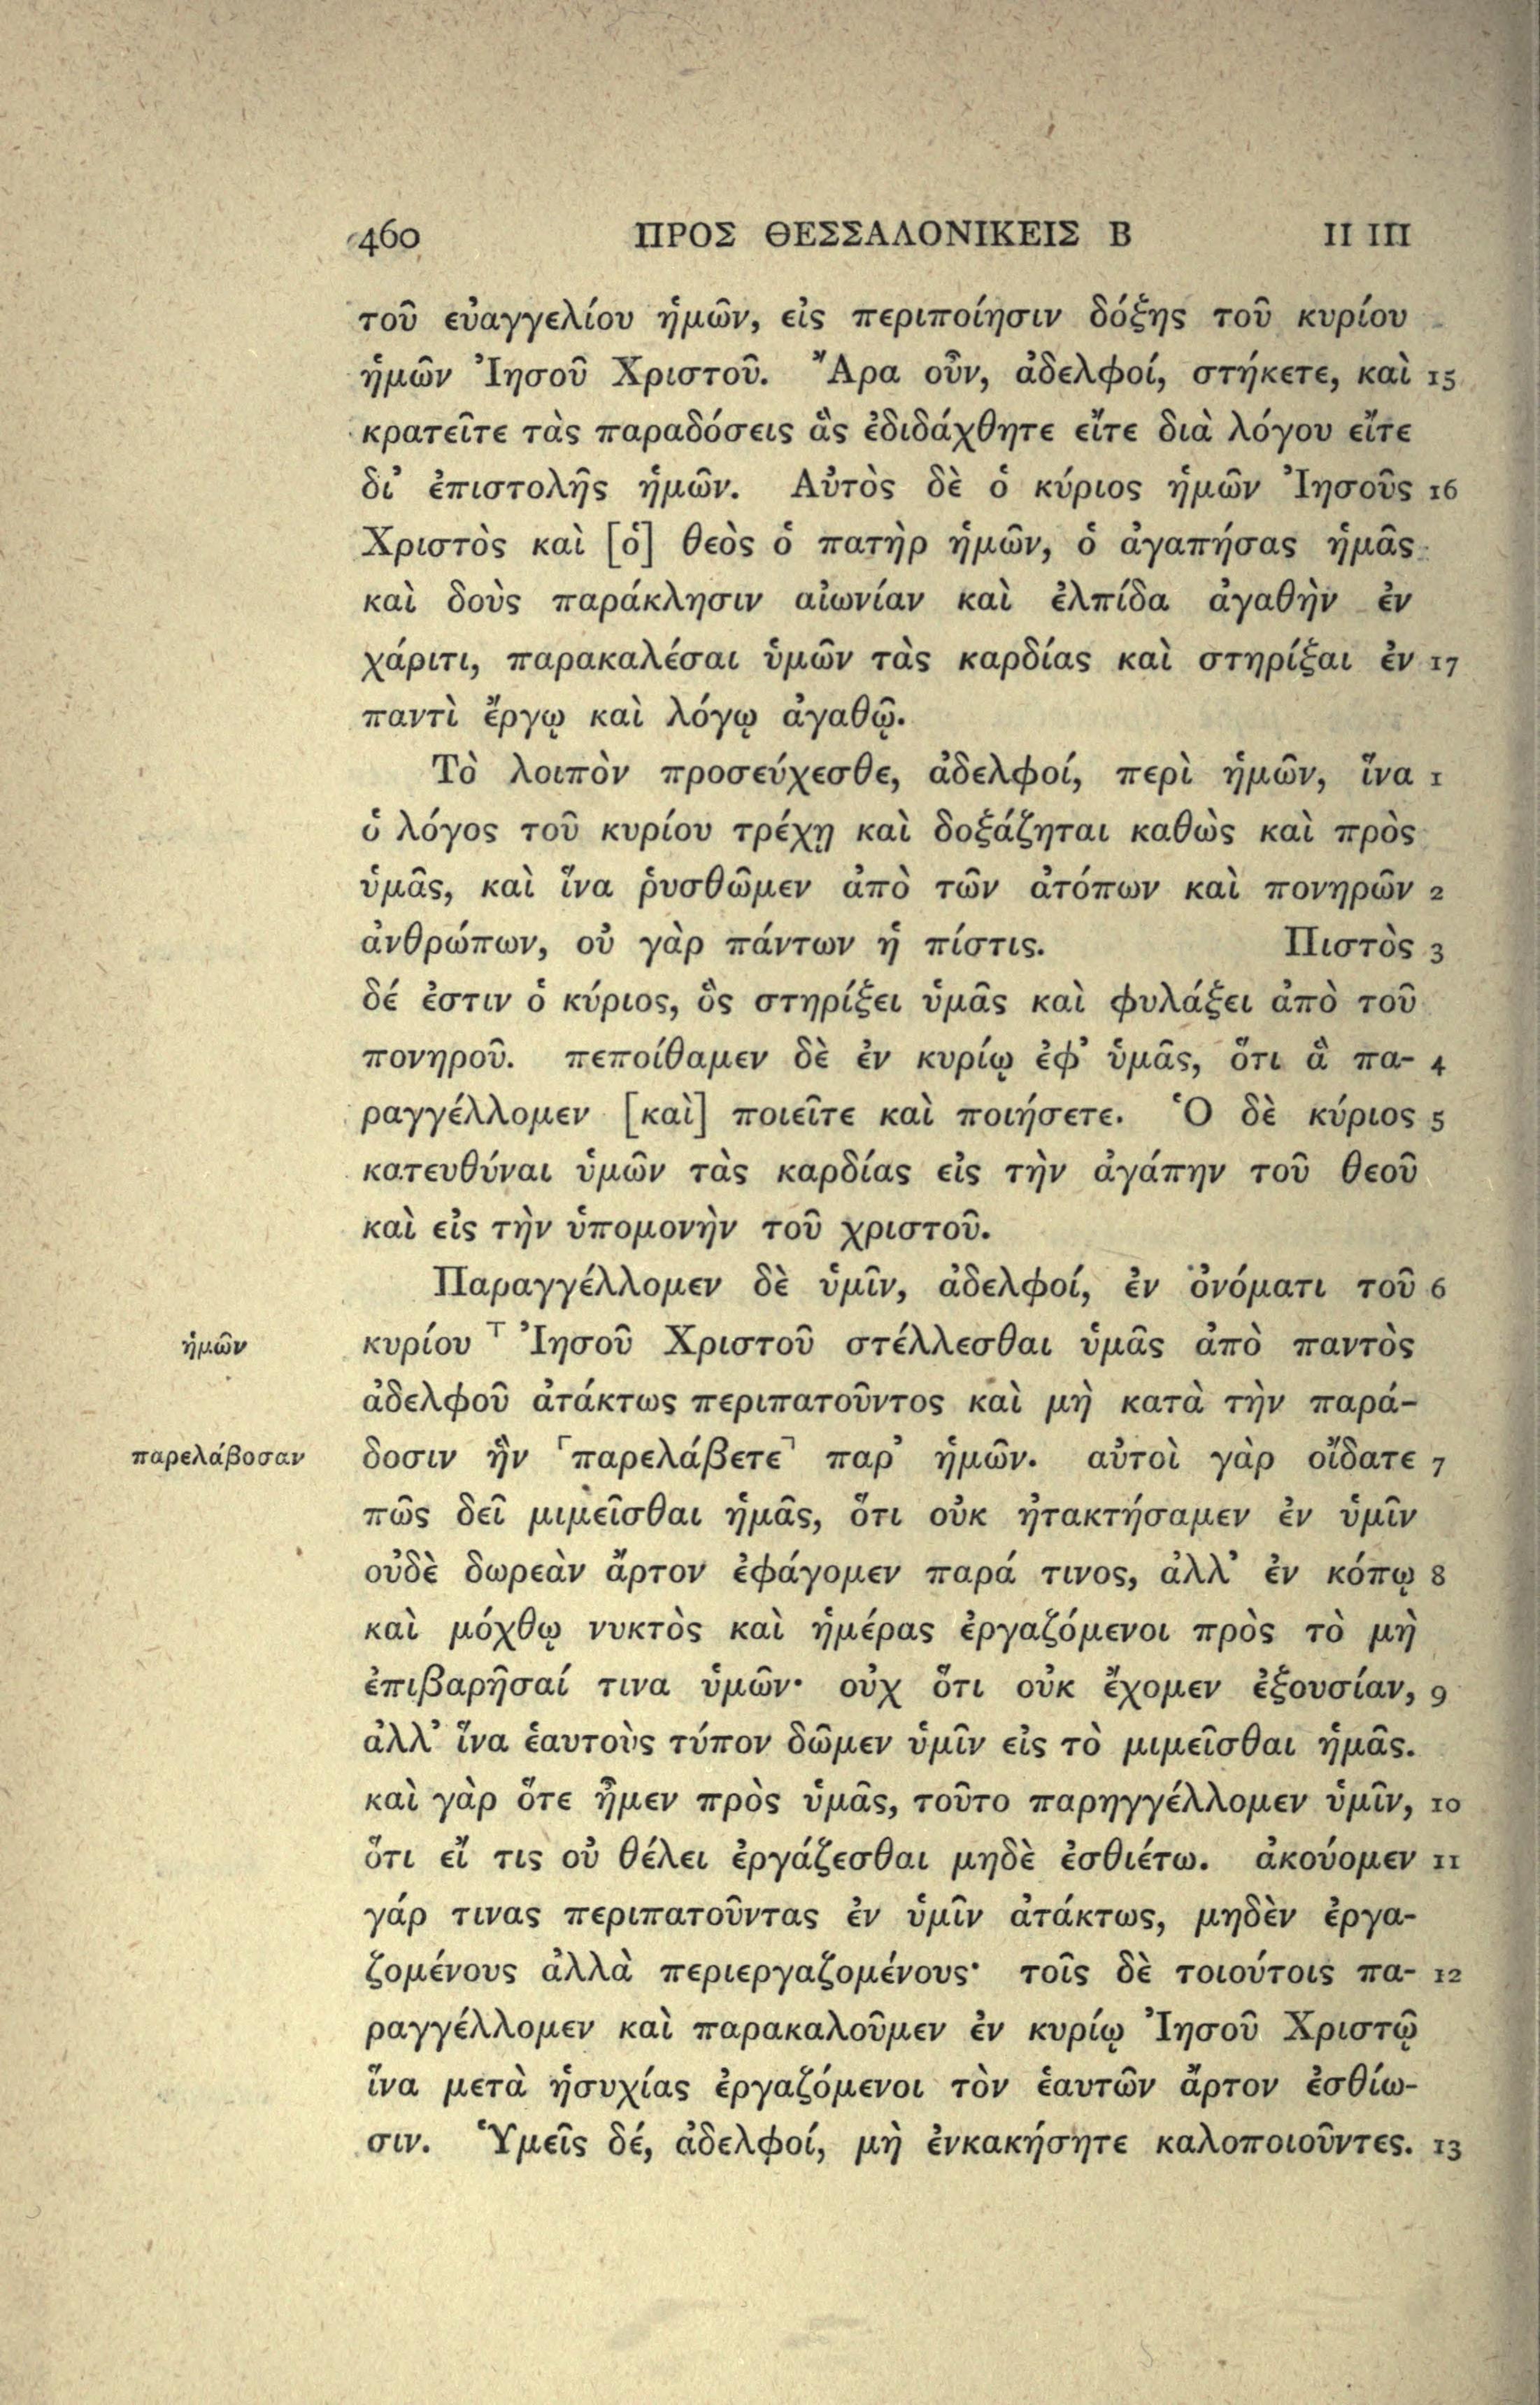 460 ΠΡΟΣ ΘΕΣΣΑΛΟΝΙΚΕΙΣ Β II III
τοῦ εὐαγγελίου ἡμῶν, εἰς περιποίησιν δόξης τοῦ κυρίου
ἡμῶν Ἰησοῦ Χριστοῦ. Ἄρα οὖν, ἀδελφοί, στήκετε, καὶ 15
κρατεῖτε τὰς παραδόσεις ἃς ἐδιδάχθητε εἴτε διὰ λόγου εἴτε
δι᾽ ἐπιστολῆς ἡμῶν. Αὐτὸς δὲ ὁ κύριος ἡμῶν Ἰησοῦς 16
Χριστὸς καὶ [ὁ] θεὸς ὁ πατὴρ ἡμῶν, ὁ ἀγαπήσας ἡμᾶς
καὶ δοὺς παράκλησιν αἰωνίαν καὶ ἐλπίδα ἀγαθὴν ἐν
χάριτι, παρακαλέσαι ὑμῶν τὰς καρδίας καὶ στηρίξαι ἐν 17
παντὶ ἔργῳ καὶ λόγῳ ἀγαθῷ.
Τὸ λοιπὸν προσεύχεσθε, ἀδελφοί, περὶ ἡμῶν, ἵνα 1
ὁ λόγος τοῦ κυρίου τρέχῃ καὶ δοξάζηται καθὼς καὶ πρὸς
ὑμᾶς, καὶ ἵνα ῥυσθῶμεν ἀπὸ τῶν ἀτόπων καὶ πονηρῶν 2
ἀνθρώπων, οὐ γὰρ πάντων ἡ πίστις. Πιστὸς 3
δέ ἐστιν ὁ κύριος, ὃς στηρίξει ὑμᾶς καὶ φυλάξει ἀπὸ τοῦ
πονηροῦ. πεποίθαμεν δὲ ἐν κυρίῳ ἐφ᾽ ὑμᾶς, ὅτι ἃ πα- 4
ραγγέλλομεν [καὶ] ποιεῖτε καὶ ποιήσετε. Ὁ δὲ κύριος 5
κατευθύναι ὑμῶν τὰς καρδίας εἰς τὴν ἀγάπην τοῦ θεοῦ
καὶ εἰς τὴν ὑπομονὴν τοῦ χριστοῦ.
Παραγγέλλομεν δὲ ὑμῖν, ἀδελφοί, ἐν ὀνόματι τοῦ 6
ἡμῶν κυρίου ⸆ Ἰησοῦ Χριστοῦ στέλλεσθαι ὑμᾶς ἀπὸ παντὸς
ἀδελφοῦ ἀτάκτως περιπατοῦντος καὶ μὴ κατὰ τὴν παρά-
παρελάβοσαν δοσιν ἣν ⌜παρελάβετε⌝ παρ᾽ ἡμῶν. αὐτοὶ γὰρ οἴδατε 7
πῶς δεῖ μιμεῖσθαι ἡμᾶς, ὅτι οὐκ ἠτακτήσαμεν ἐν ὑμῖν
οὐδὲ δωρεὰν ἄρτον ἐφάγομεν παρά τινος, ἀλλ᾽ ἐν κόπῳ 8
καὶ μόχθῳ νυκτὸς καὶ ἡμέρας ἐργαζόμενοι πρὸς τὸ μὴ
ἐπιβαρῆσαί τινα ὑμῶν· οὐχ ὅτι οὐκ ἔχομεν ἐξουσίαν, 9
ἀλλ᾽ ἵνα ἑαυτοὺς τύπον δῶμεν ὑμῖν εἰς τὸ μιμεῖσθαι ἡμᾶς.
καὶ γὰρ ὅτε ἦμεν πρὸς ὑμᾶς, τοῦτο παρηγγέλλομεν ὑμῖν, 10
ὅτι εἴ τις οὐ θέλει ἐργάζεσθαι μηδὲ ἐσθιέτω. ἀκούομεν 11
γάρ τινας περιπατοῦντας ἐν ὑμῖν ἀτάκτως, μηδὲν ἐργα-
ζομένους ἀλλὰ περιεργαζομένους· τοῖς δὲ τοιούτοις πα- 12
ραγγέλλομεν καὶ παρακαλοῦμεν ἐν κυρίῳ Ἰησοῦ Χριστῷ
ἵνα μετὰ ἡσυχίας ἐργαζόμενοι τὸν ἑαυτῶν ἄρτον ἐσθίω-
σιν. Ὑμεῖς δέ, ἀδελφοί, μὴ ἐνκακήσητε καλοποιοῦντες. 13